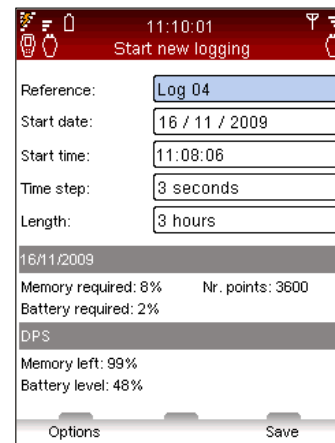 11:10:01
Start new logging
Reference: Log 04
Start date: 16 / 11 / 2009
Start time: 11:08:06
Time step: 3 seconds
Length: 3 hours
16/11/2009
Memory required: 8% Nr. points: 3600
Battery required: 2%
DPS
Memory left: 99%
Battery level: 48%
Options Save